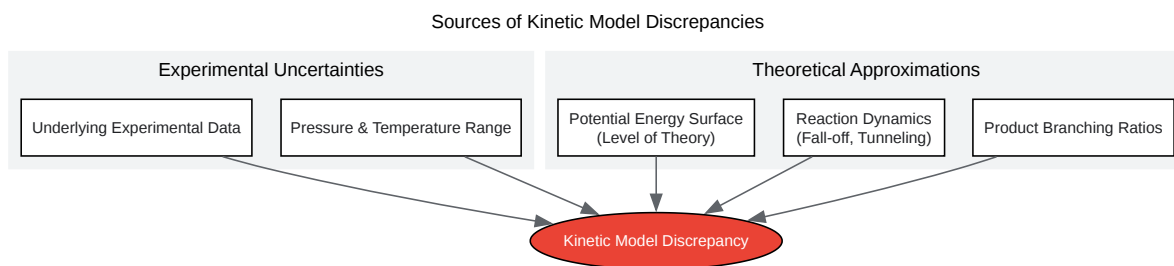 Sources of Kinetic Model Discrepancies
Experimental Uncertainties
Theoretical Approximations
Underlying Experimental Data
Pressure & Temperature Range
Potential Energy Surface
(Level of Theory)
Reaction Dynamics
(Fall-off, Tunneling)
Product Branching Ratios
Kinetic Model Discrepancy